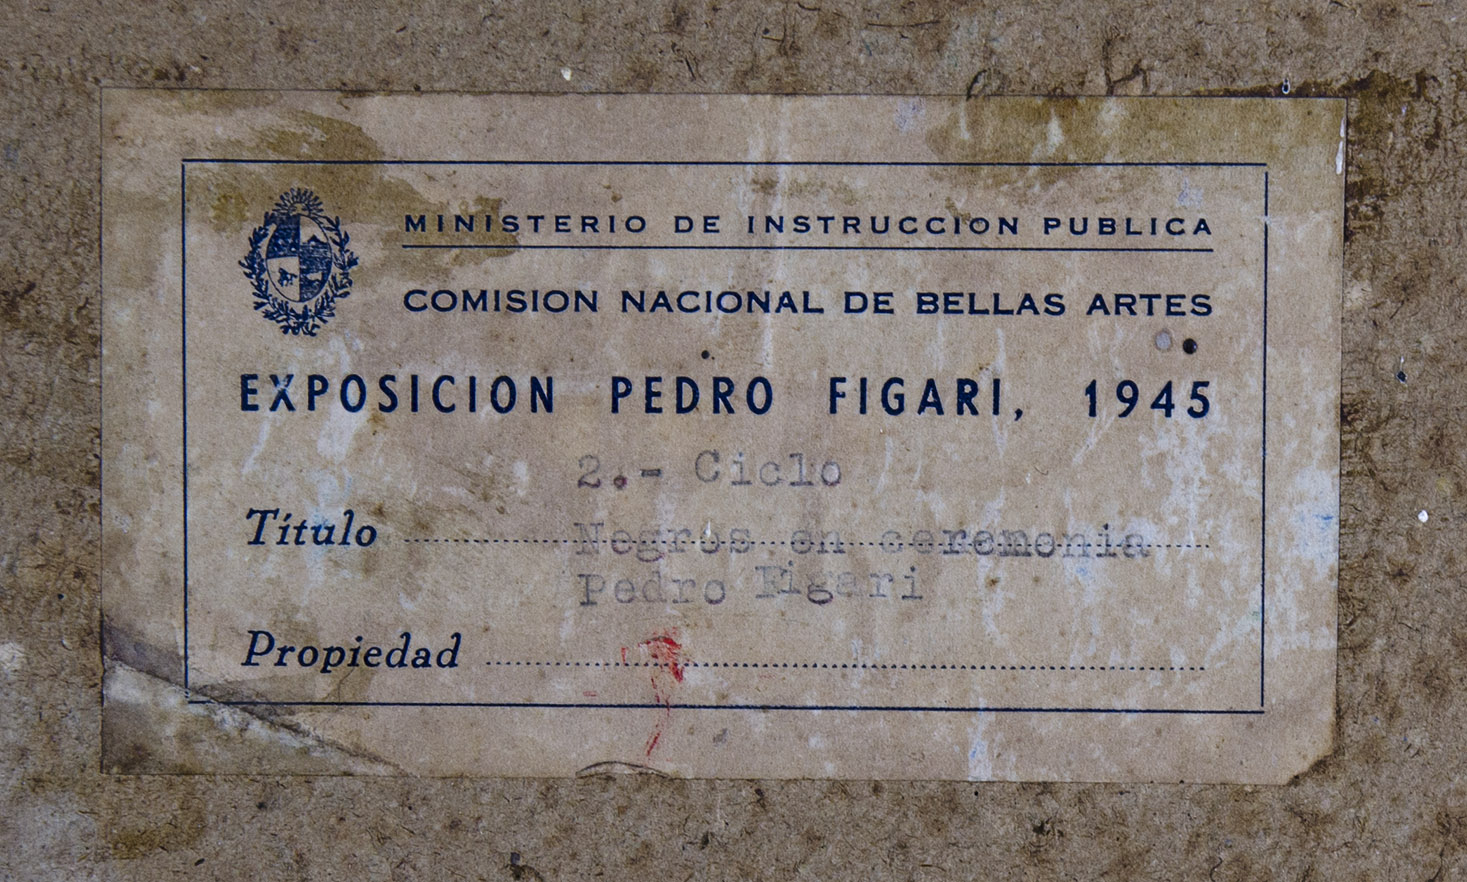 MINISTERIO DE INSTRUCCION PUBLICA
COMISION NACIONAL DE BELLAS ARTES
EXPOSICION PEDRO FIGARI, 1945
2.- Ciclo
Título Negros en ceremonia
Pedro Figari
Propiedad